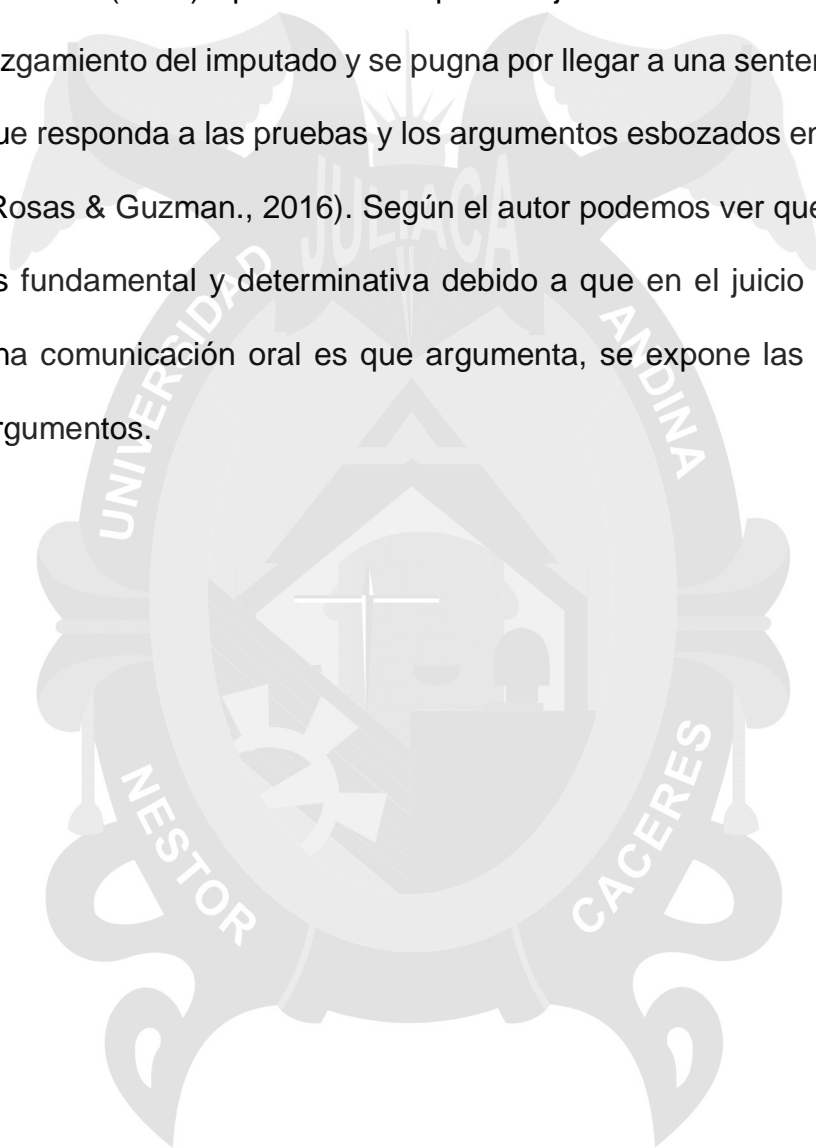 zgamiento del imputado y se pugna por llegar a una senten
ue responda a las pruebas y los argumentos esbozados en
Rosas & Guzman., 2016). Según el autor podemos ver que
s fundamental y determinativa debido a que en el juicio
na comunicación oral es que argumenta, se expone las
rgumentos.
JULIACA
UNIVERSIDAD ANDINA
NESTOR CACERES